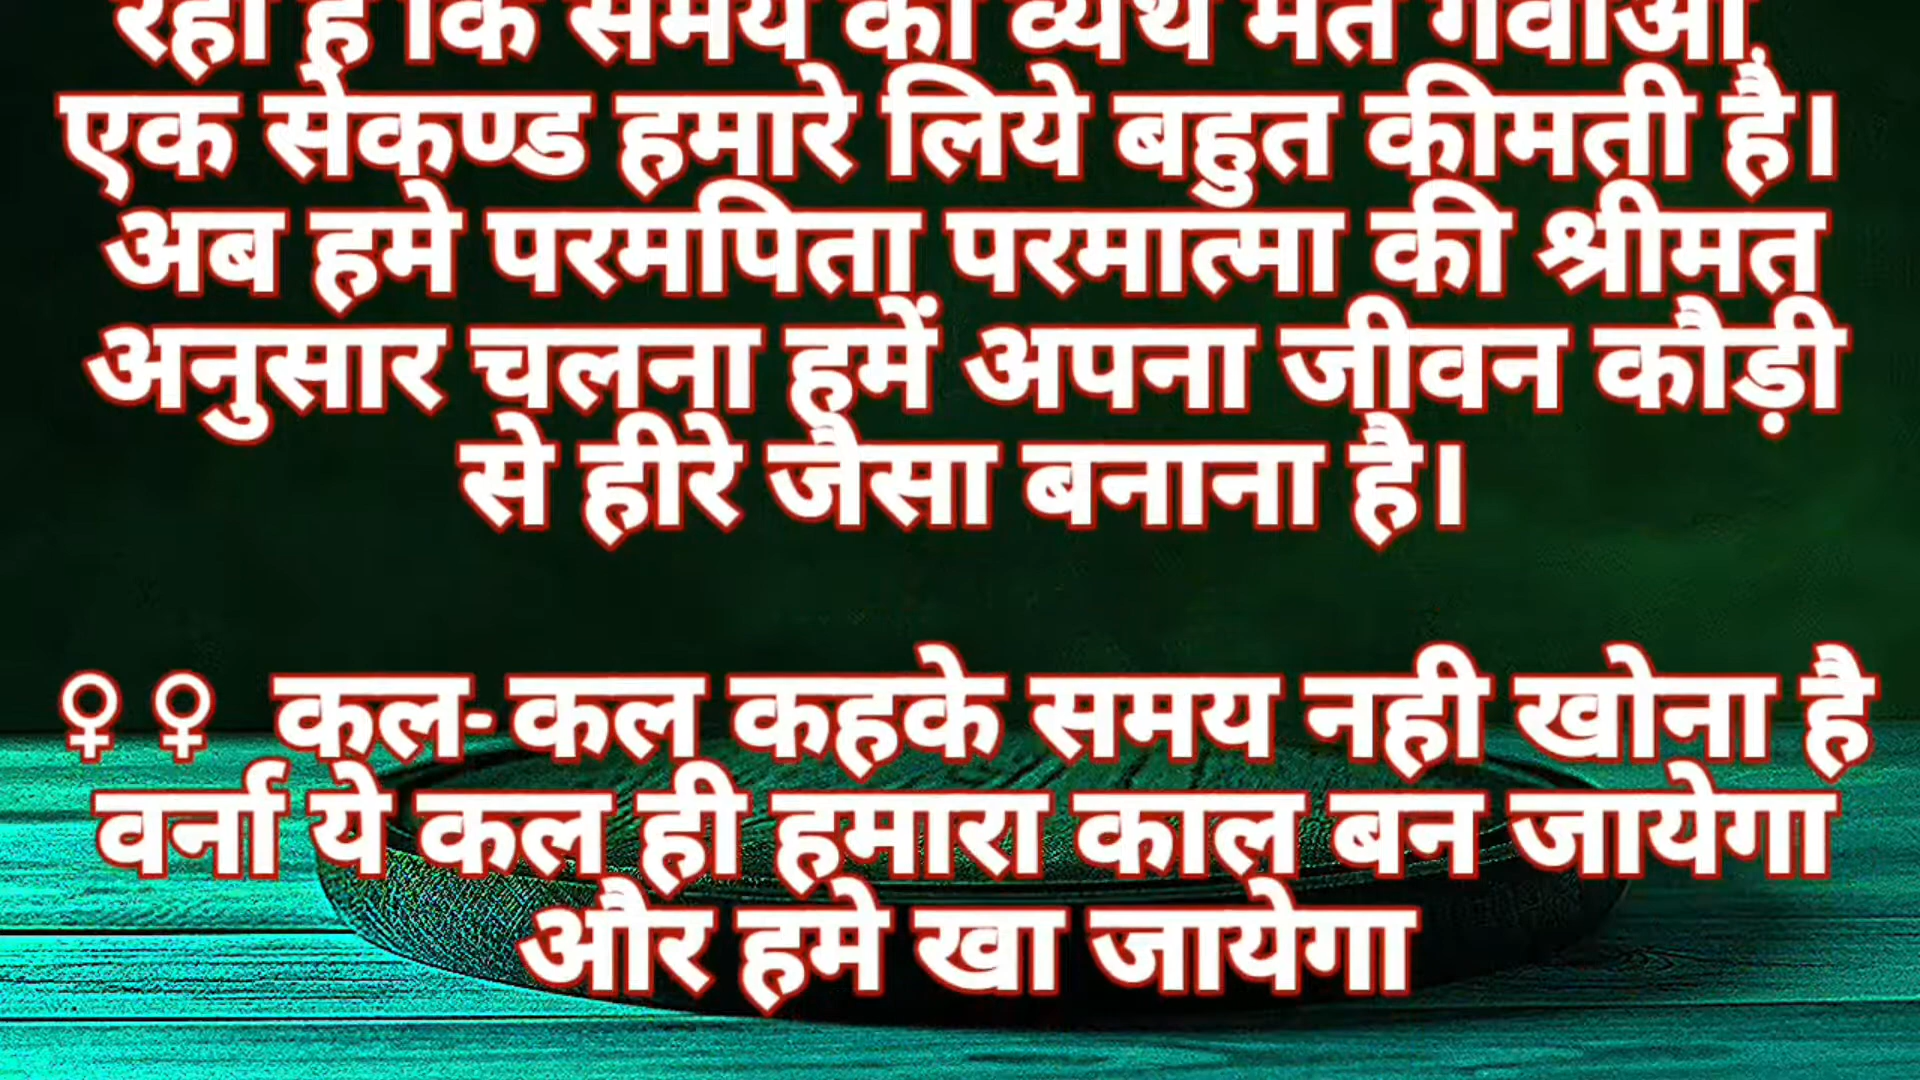 रहा है कि समय को व्यर्थ मत गंवाओ,
एक सेकण्ड हमारे लिये बहुत कीमती है।
अब हमे परमपिता परमात्मा की श्रीमत
अनुसार चलना हमें अपना जीवन कौड़ी
से हीरे जैसा बनाना है।
♀♀ कल-कल कहके समय नही खोना है
वर्ना ये कल ही हमारा काल बन जायेगा
और हमे खा जायेगा